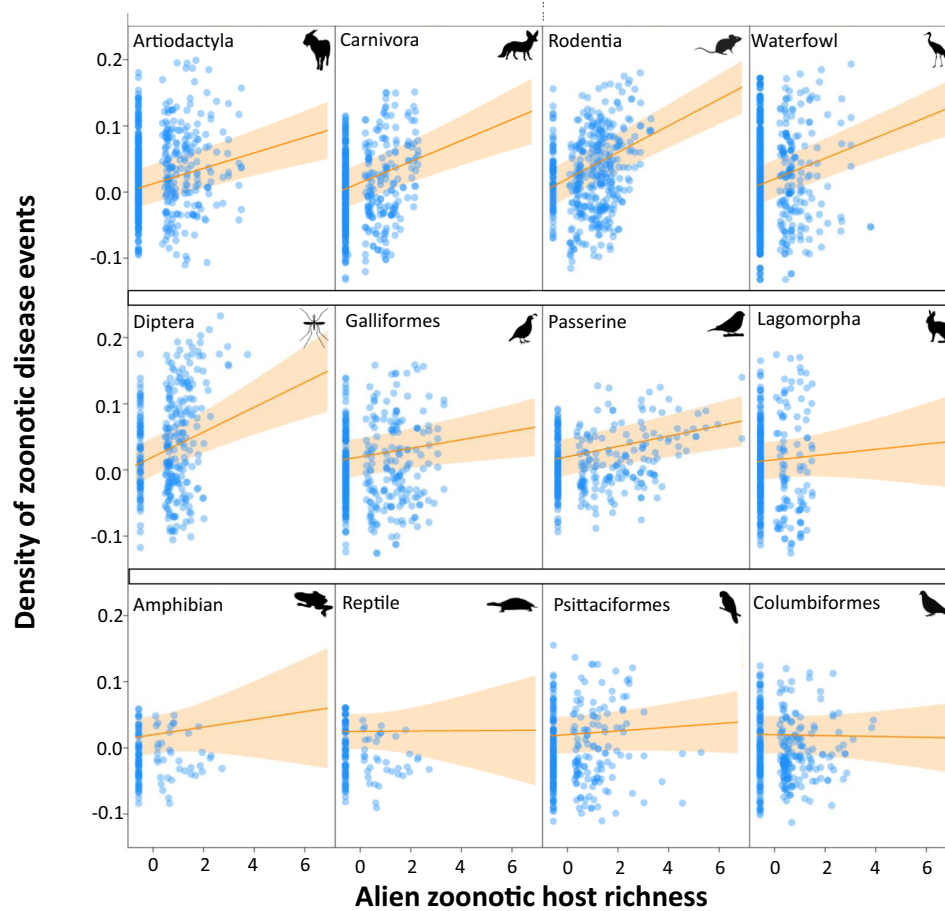 Density of zoonotic disease events
Artiodactyla Carnivora Rodentia Waterfowl
0.2
0.1
0.0
-0.1
Diptera Galliformes Passerine Lagomorpha
0.2
0.1
0.0
-0.1
Amphibian Reptile Psittaciformes Columbiformes
0.2
0.1
0.0
-0.1
0 2 4 6 0 2 4 6 0 2 4 6 0 2 4 6
Alien zoonotic host richness